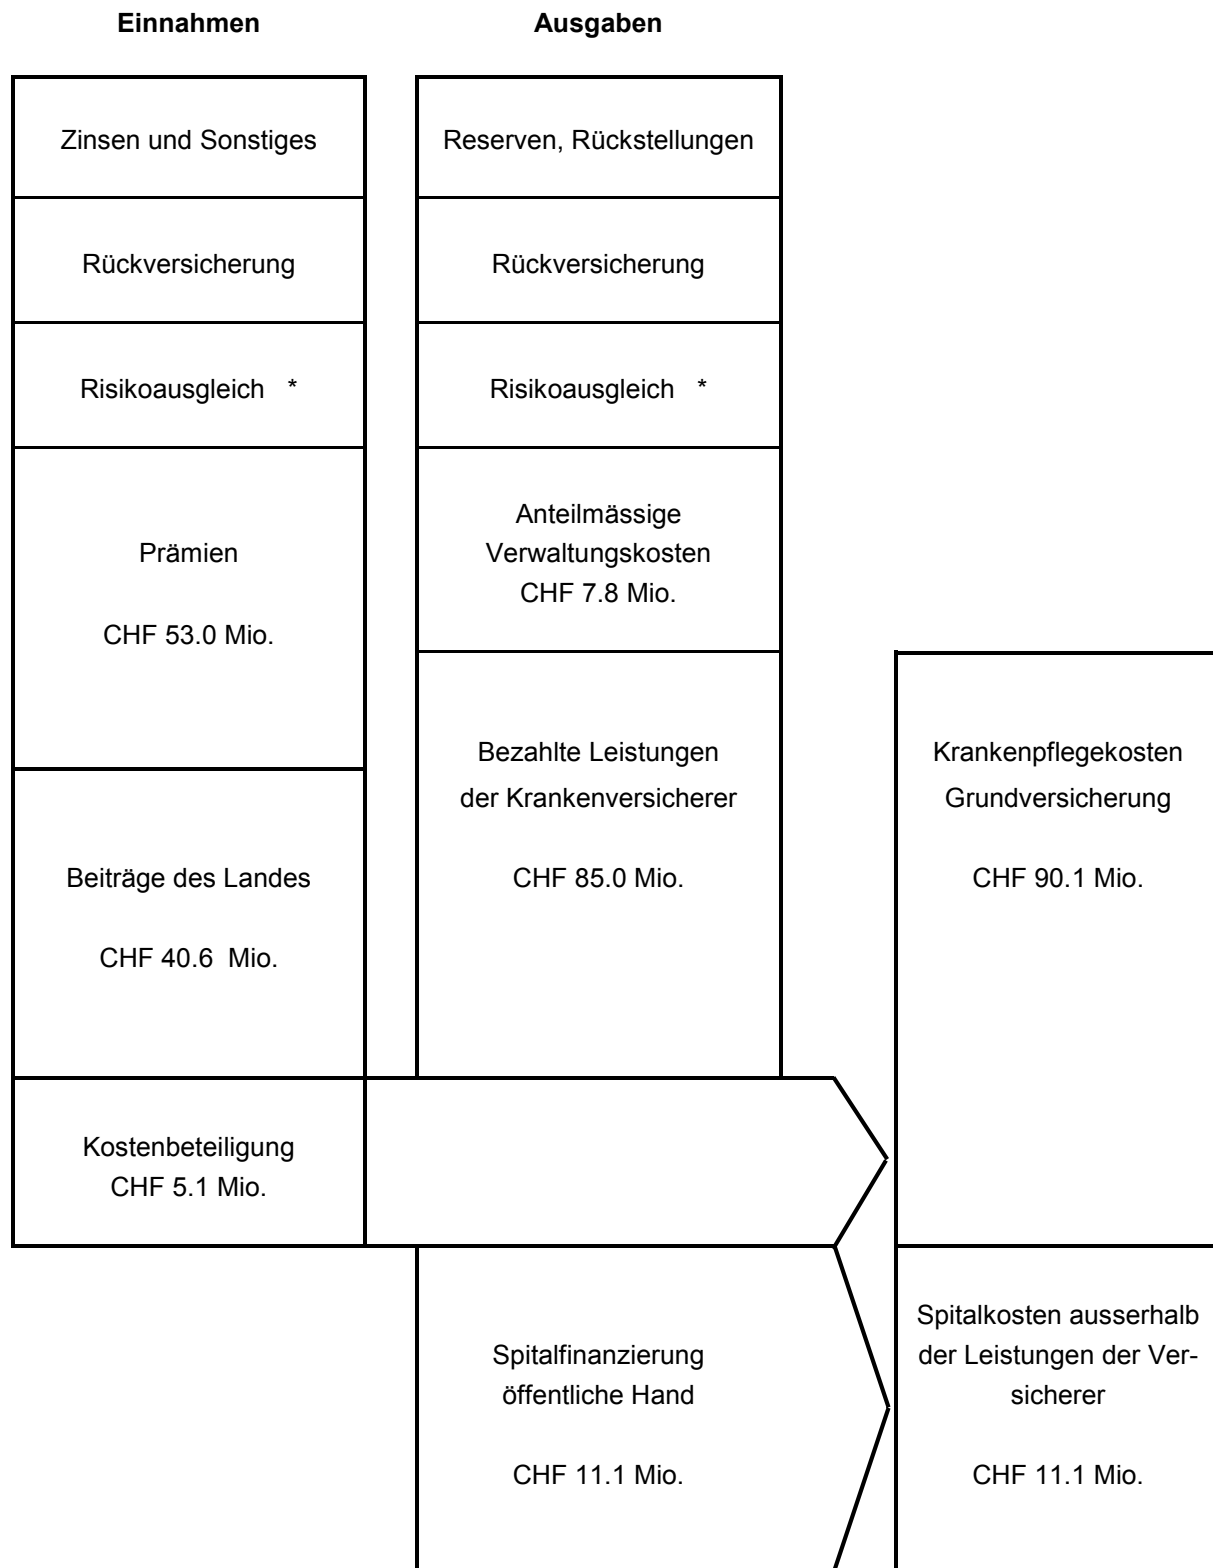 Einnahmen
Ausgaben
Zinsen und Sonstiges
Reserven, Rückstellungen
Rückversicherung
Rückversicherung
Risikoausgleich *
Risikoausgleich *
Prämien
CHF 53.0 Mio.
Anteilmässige
Verwaltungskosten
CHF 7.8 Mio.
Beiträge des Landes
CHF 40.6 Mio.
Bezahlte Leistungen
der Krankenversicherer
CHF 85.0 Mio.
Krankenpflegekosten
Grundversicherung
CHF 90.1 Mio.
Kostenbeteiligung
CHF 5.1 Mio.
Spitalfinanzierung
öffentliche Hand
CHF 11.1 Mio.
Spitalkosten ausserhalb
der Leistungen der Ver-
sicherer
CHF 11.1 Mio.